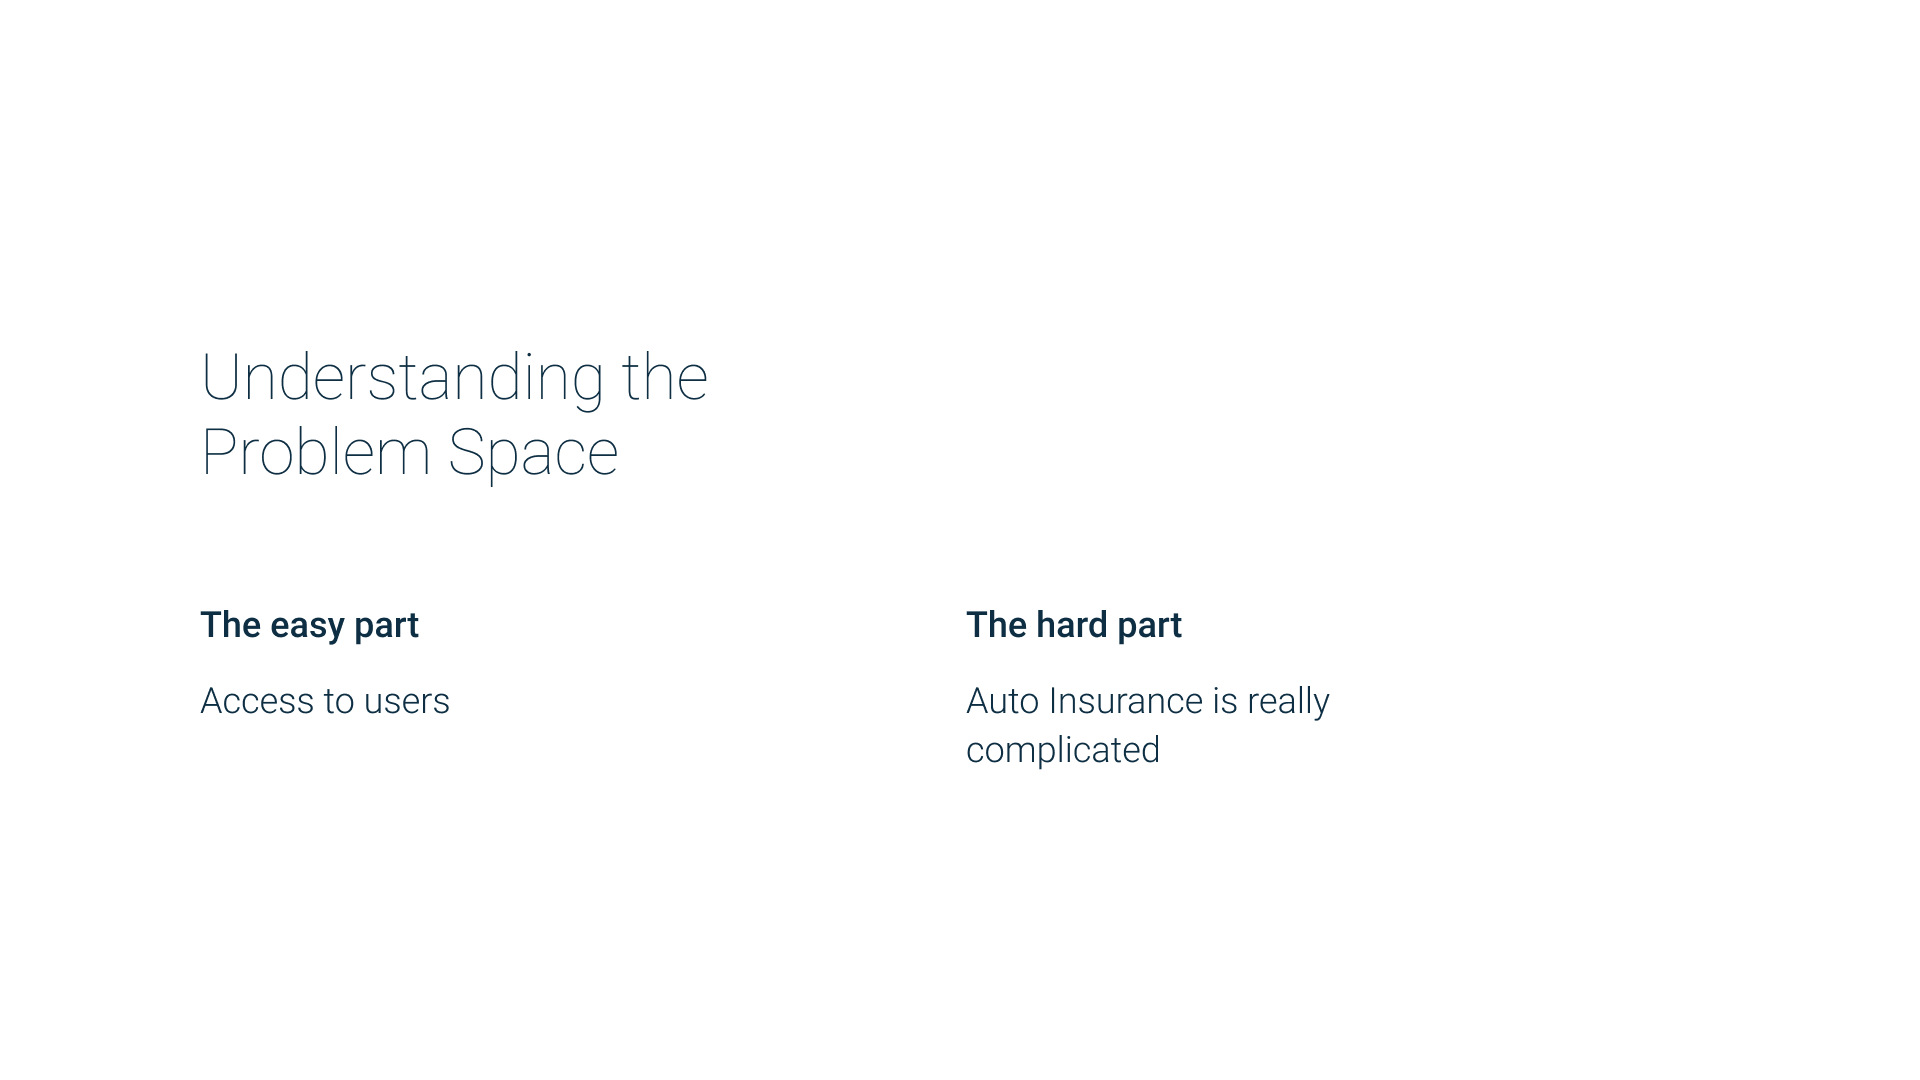 Understanding the
Problem Space
The easy part
Access to users
The hard part
Auto Insurance is really
complicated